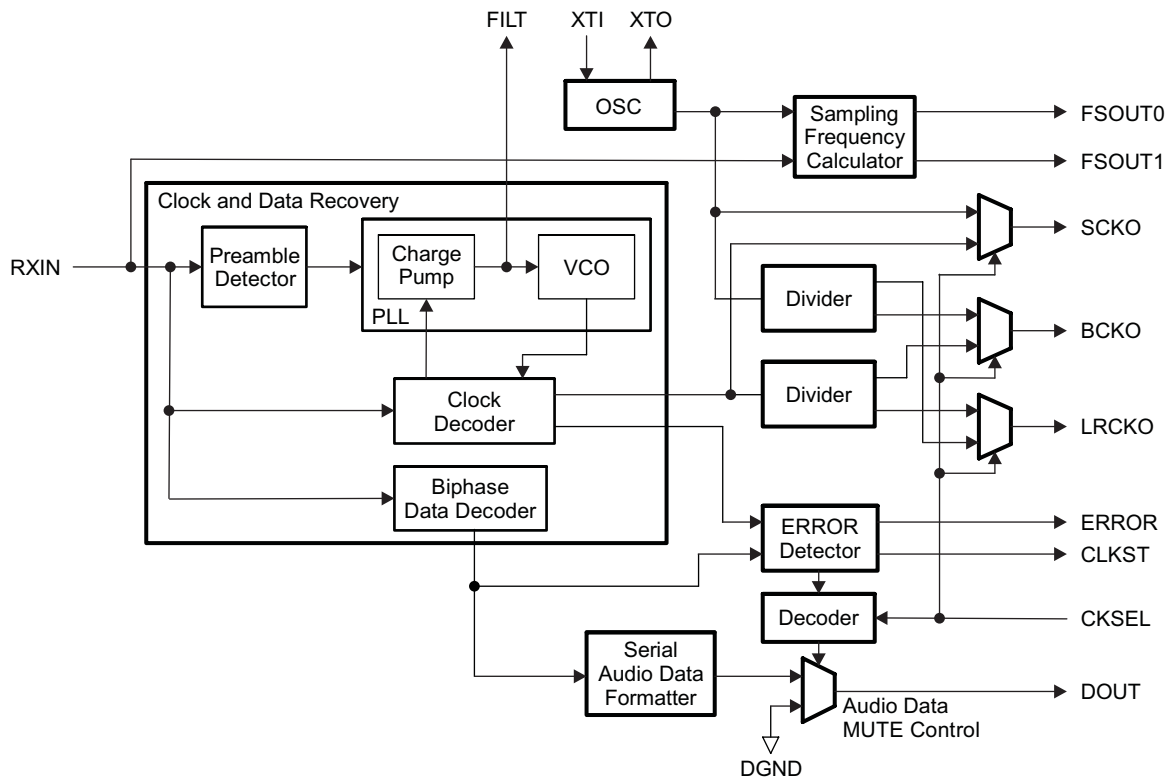 FILT
XTI
XTO
OSC
Sampling
Frequency
Calculator
FSOUT0
FSOUT1
Clock and Data Recovery
RXIN
Preamble
Detector
Charge
Pump
VCO
PLL
SCKO
Divider
BCKO
Clock
Decoder
Divider
LRCKO
Biphase
Data Decoder
ERROR
Detector
ERROR
CLKST
Decoder
CKSEL
Serial
Audio Data
Formatter
DOUT
Audio Data
MUTE Control
DGND